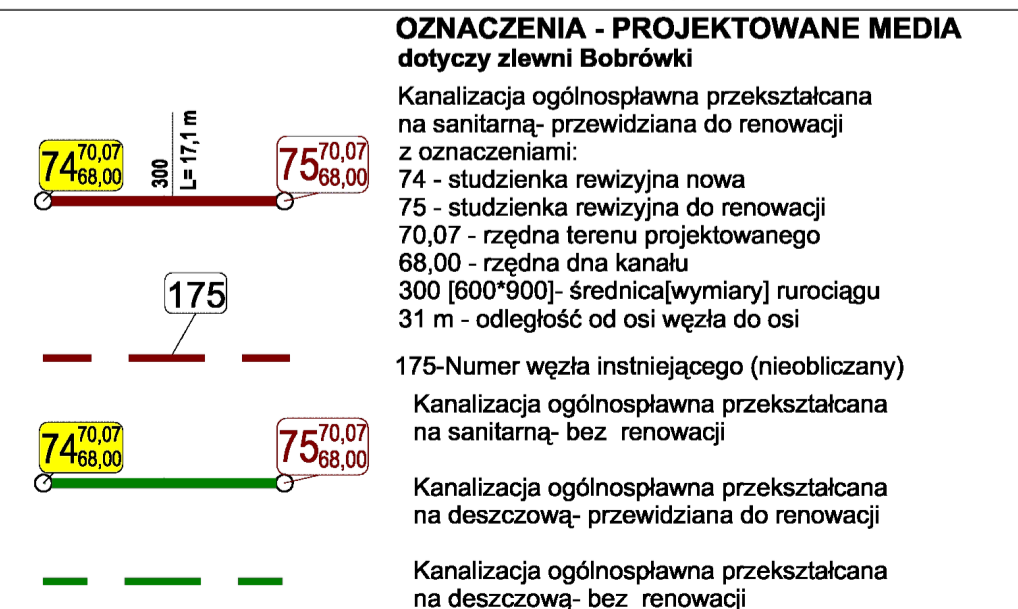 OZNACZENIA - PROJEKTOWANE MEDIA
dotyczy zlewni Bobrówki
Kanalizacja ogólnospławna przekształcana
na sanitarną- przewidziana do renowacji
z oznaczeniami:
74 - studzienka rewizyjna nowa
75 - studzienka rewizyjna do renowacji
70,07 - rzędna terenu projektowanego
68,00 - rzędna dna kanału
300 [600*900]- średnica[wymiary] rurociągu
31 m - odległość od osi węzła do osi
74 70,07
68,00
300
L= 17,1 m
75 70,07
68,00
175
175-Numer węzła instniejącego (nieobliczany)
Kanalizacja ogólnospławna przekształcana
na sanitarną- bez renowacji
74 70,07
68,00
75 70,07
68,00
Kanalizacja ogólnospławna przekształcana
na deszczową- przewidziana do renowacji
Kanalizacja ogólnospławna przekształcana
na deszczową- bez renowacji